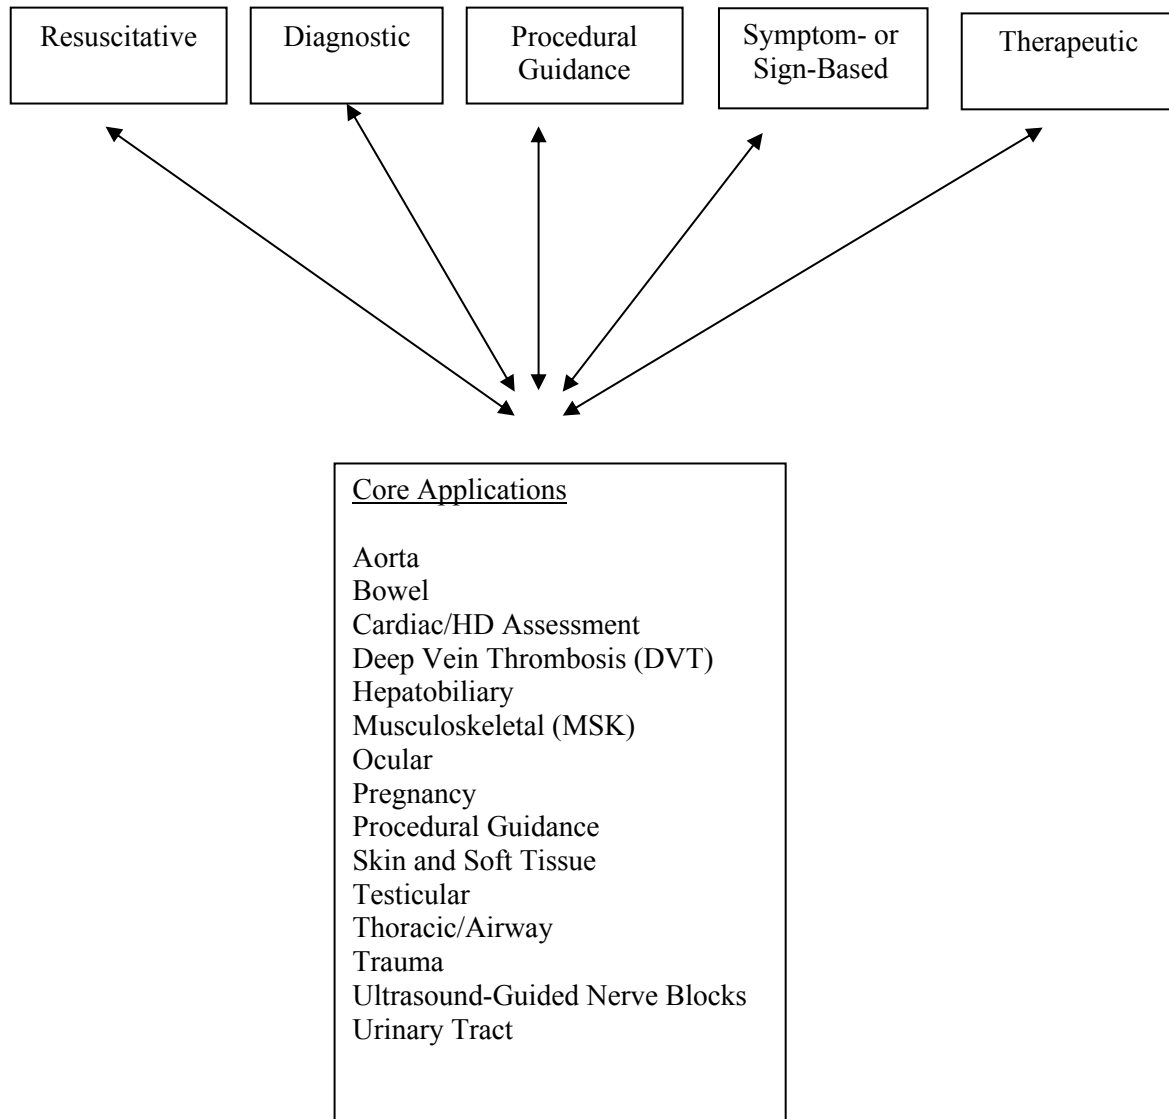 Resuscitative
Diagnostic
Procedural
Guidance
Symptom- or
Sign-Based
Therapeutic
Core Applications
Aorta
Bowel
Cardiac/HD Assessment
Deep Vein Thrombosis (DVT)
Hepatobiliary
Musculoskeletal (MSK)
Ocular
Pregnancy
Procedural Guidance
Skin and Soft Tissue
Testicular
Thoracic/Airway
Trauma
Ultrasound-Guided Nerve Blocks
Urinary Tract